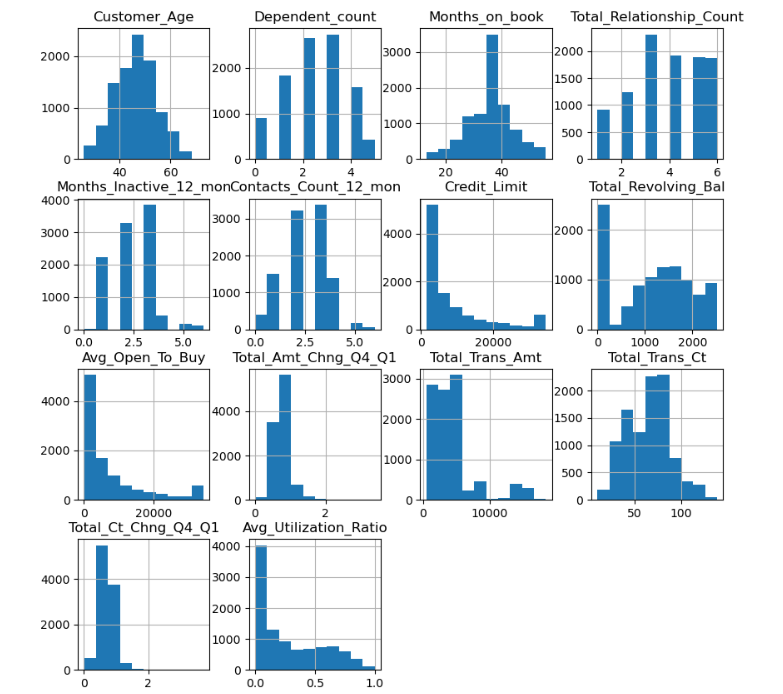 Customer_Age Dependent_count Months_on_book Total_Relationship_Count
2000 1000 0 40 60
2000 1000 0 0 2 4
3000 2000 1000 0 20 40
2000 1500 1000 500 0 2 4 6
Months_Inactive_12_mon Contacts_Count_12_mon Credit_Limit Total_Revolving_Bal
4000 3000 2000 1000 0 0.0 2.5 5.0
3000 2000 1000 0 0.0 2.5 5.0
4000 2000 0 0 20000
2000 1000 0 0 1000 2000
Avg_Open_To_Buy Total_Amt_Chng_Q4_Q1 Total_Trans_Amt Total_Trans_Ct
4000 2000 0 0 20000
4000 2000 0 0 2
3000 2000 1000 0 0 10000
2000 1500 1000 500 0 50 100
Total_Ct_Chng_Q4_Q1 Avg_Utilization_Ratio
4000 2000 0 0 2
4000 3000 2000 1000 0 0.0 0.5 1.0